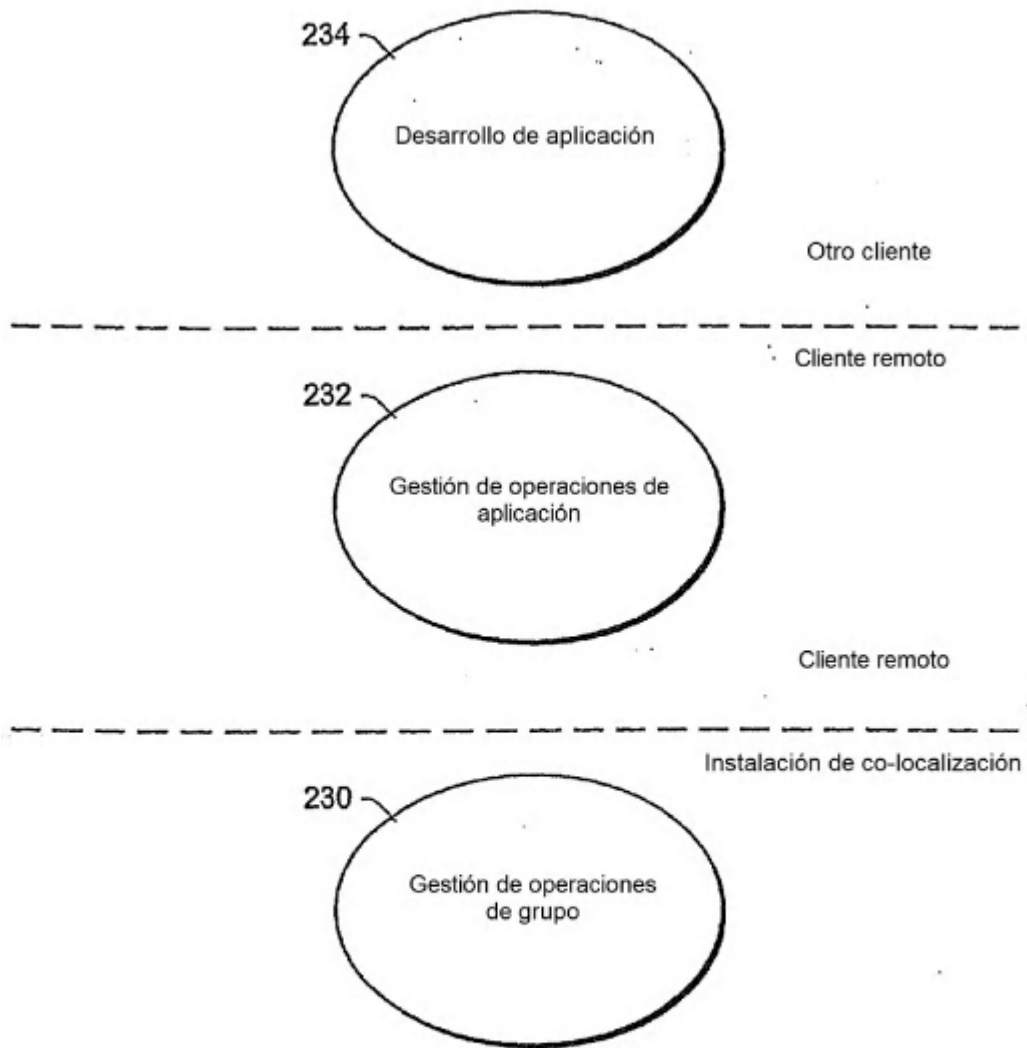 234
Desarrollo de aplicación
Otro cliente
Cliente remoto
232
Gestión de operaciones de
aplicación
Cliente remoto
Instalación de co-localización
230
Gestión de operaciones
de grupo